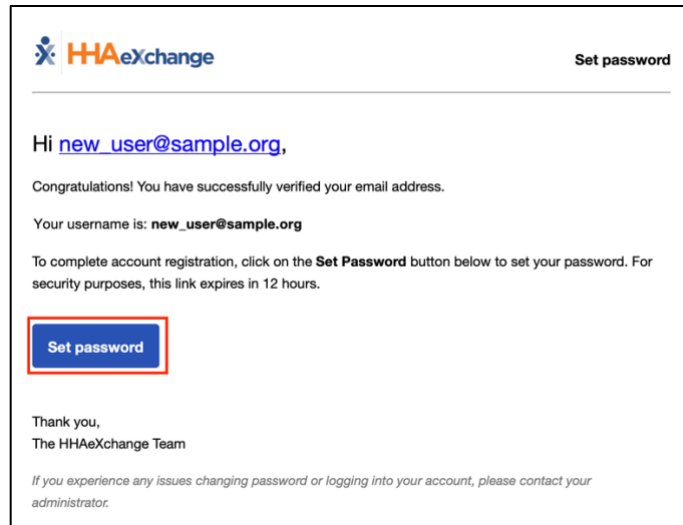 HHAeXchange
Set password
Hi new_user@sample.org,
Congratulations! You have successfully verified your email address.
Your username is: new_user@sample.org
To complete account registration, click on the Set Password button below to set your password. For
security purposes, this link expires in 12 hours.
Set password
Thank you,
The HHAeXchange Team
If you experience any issues changing password or logging into your account, please contact your
administrator.